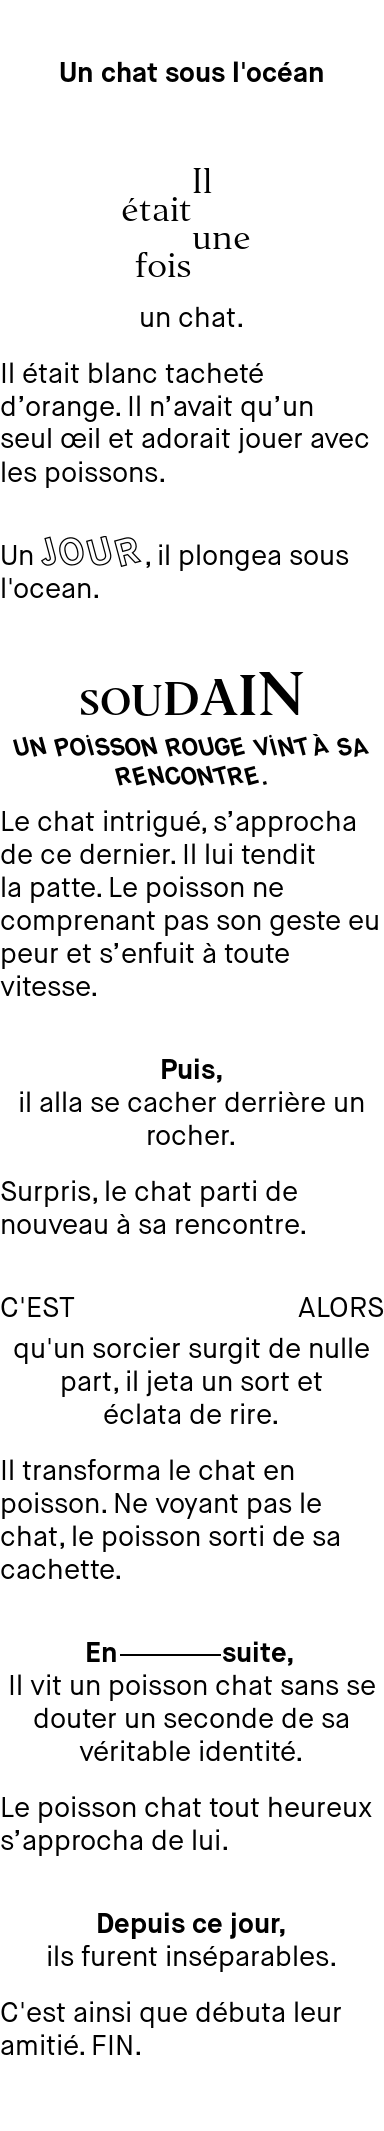 Un chat sous l'océan
Il
était
une
fois
un chat.
Il était blanc tacheté
d’orange. Il n’avait qu’un
seul œil et adorait jouer avec
les poissons.
Un JOUR, il plongea sous
l'ocean.
SOUDAIN
UN POISSON ROUGE VINT À SA
RENCONTRE.
Le chat intrigué, s’approcha
de ce dernier. Il lui tendit
la patte. Le poisson ne
comprenant pas son geste eu
peur et s’enfuit à toute
vitesse.
Puis,
il alla se cacher derrière un
rocher.
Surpris, le chat parti de
nouveau à sa rencontre.
C'EST ALORS
qu'un sorcier surgit de nulle
part, il jeta un sort et
éclata de rire.
Il transforma le chat en
poisson. Ne voyant pas le
chat, le poisson sorti de sa
cachette.
En———suite,
Il vit un poisson chat sans se
douter un seconde de sa
véritable identité.
Le poisson chat tout heureux
s’approcha de lui.
Depuis ce jour,
ils furent inséparables.
C'est ainsi que débuta leur
amitié. FIN.